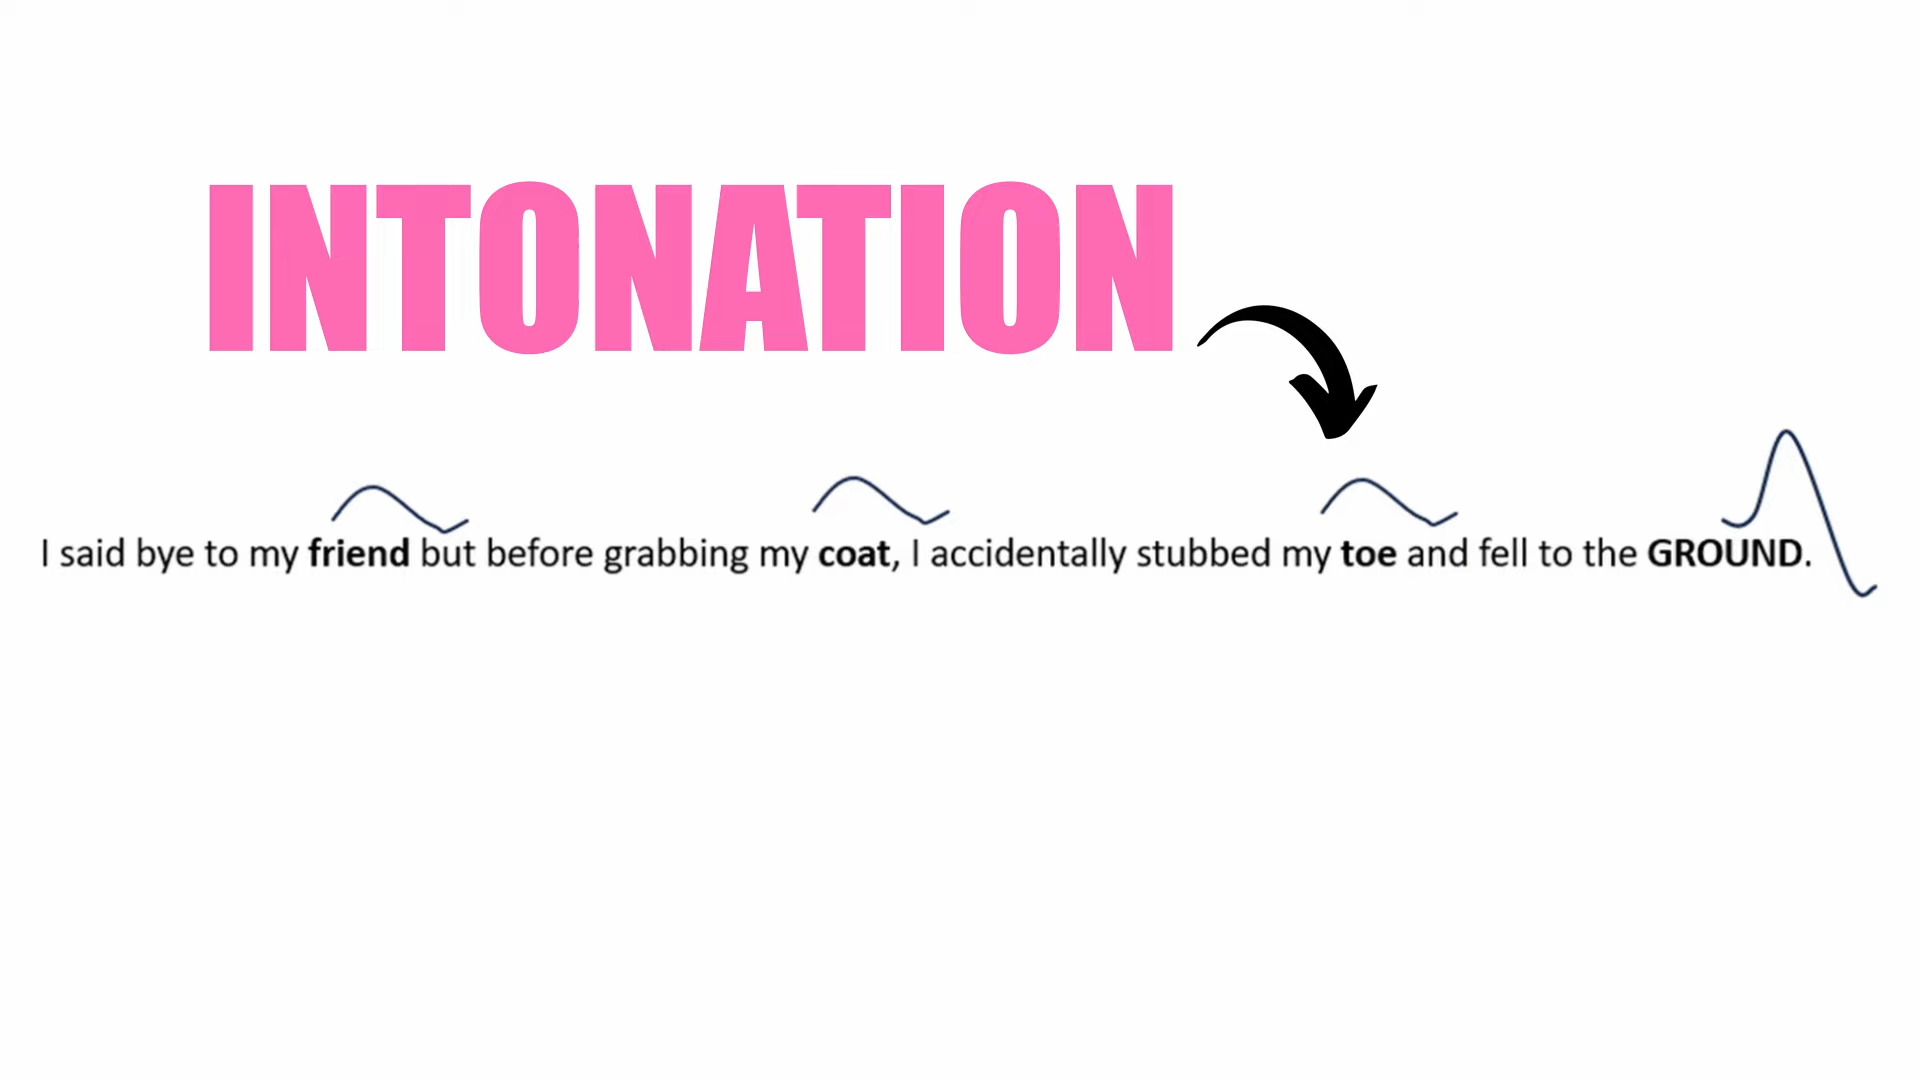 INTONATION
I said bye to my friend but before grabbing my coat, I accidentally stubbed my toe and fell to the GROUND.